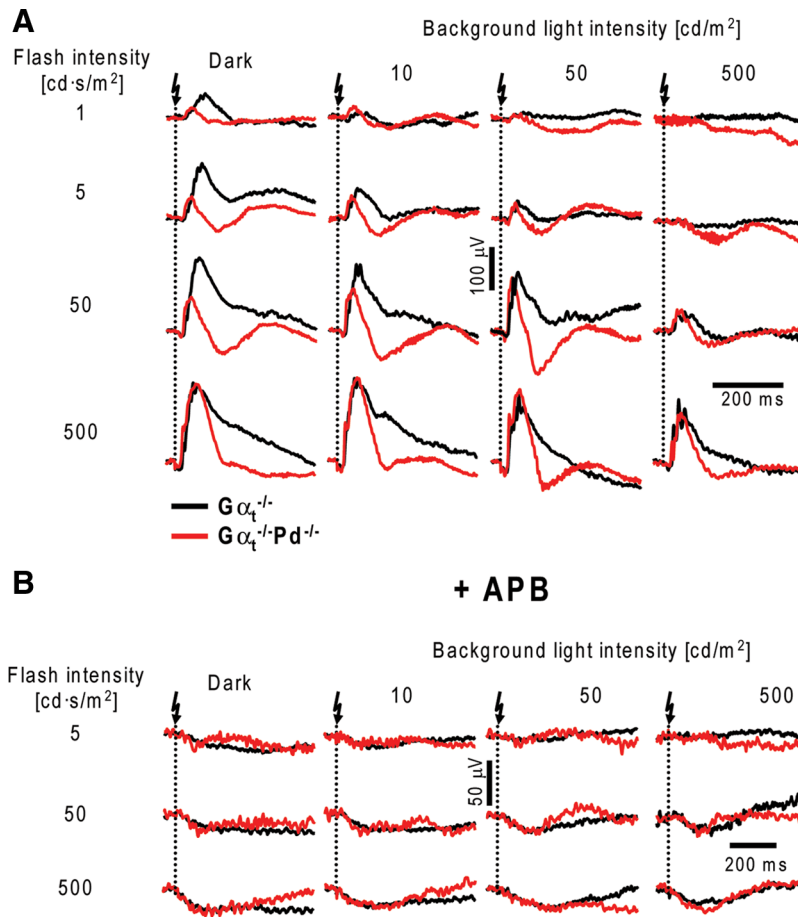 A
Background light intensity [cd/m²]
Flash intensity
[cd·s/m²]
Dark
10
50
500
1
5
100 µV
50
200 ms
500
Gαt-/-
Gαt-/-Pd-/-
B
+ APB
Background light intensity [cd/m²]
Flash intensity
[cd·s/m²]
Dark
10
50
500
5
50 µV
50
200 ms
500